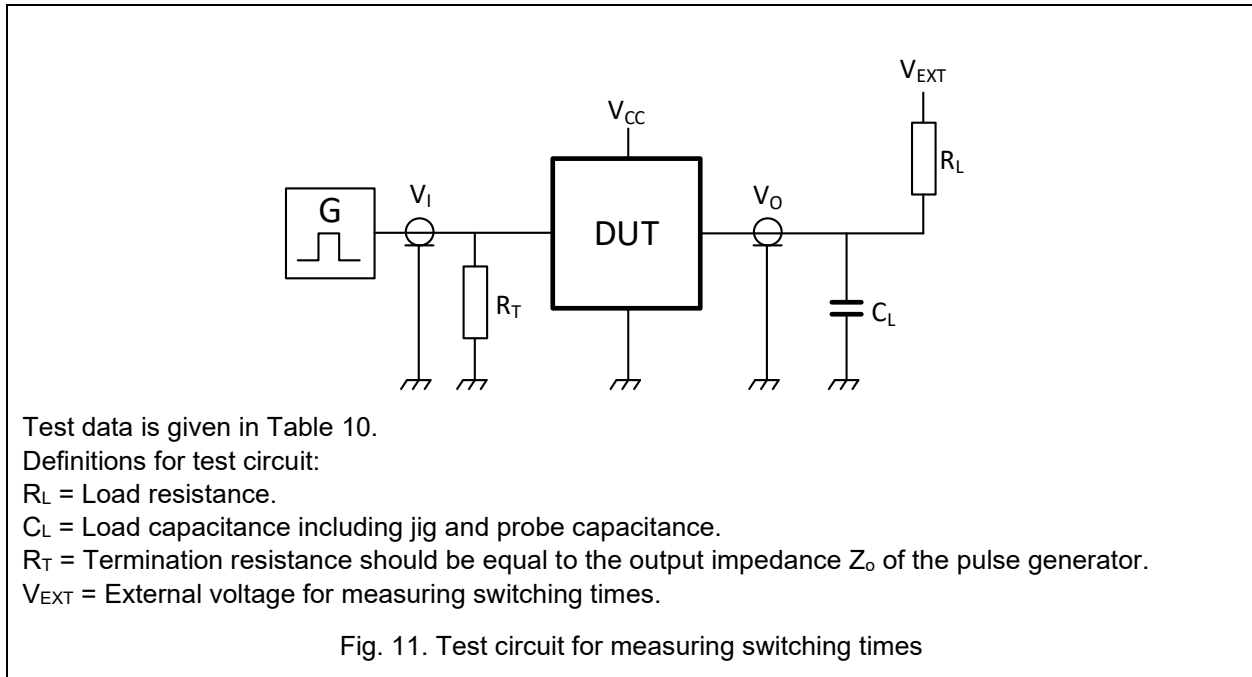 V_EXT
V_CC
R_L
V_I
V_O
G
DUT
R_T
C_L
Test data is given in Table 10.
Definitions for test circuit:
R_L = Load resistance.
C_L = Load capacitance including jig and probe capacitance.
R_T = Termination resistance should be equal to the output impedance Z_o of the pulse generator.
V_EXT = External voltage for measuring switching times.
Fig. 11. Test circuit for measuring switching times